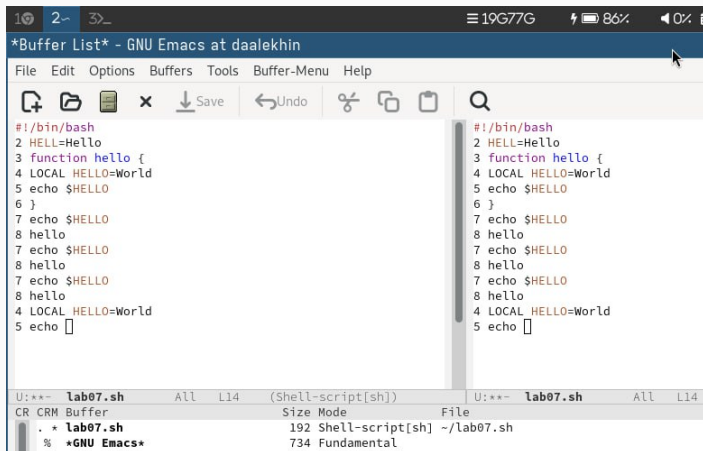 1 2 3>_ 19G77G 86% 0%
*Buffer List* - GNU Emacs at daalekhin
File Edit Options Buffers Tools Buffer-Menu Help
Save Undo
#!/bin/bash
2 HELL=Hello
3 function hello {
4 LOCAL HELLO=World
5 echo $HELLO
6 }
7 echo $HELLO
8 hello
7 echo $HELLO
8 hello
7 echo $HELLO
8 hello
4 LOCAL HELLO=World
5 echo
#!/bin/bash
2 HELL=Hello
3 function hello {
4 LOCAL HELLO=World
5 echo $HELLO
6 }
7 echo $HELLO
8 hello
7 echo $HELLO
8 hello
7 echo $HELLO
8 hello
4 LOCAL HELLO=World
5 echo
U:**- lab07.sh All L14 (Shell-script[sh])
U:**- lab07.sh All L14
CR CRM Buffer Size Mode File
. * lab07.sh 192 Shell-script[sh] ~/lab07.sh
% *GNU Emacs* 734 Fundamental